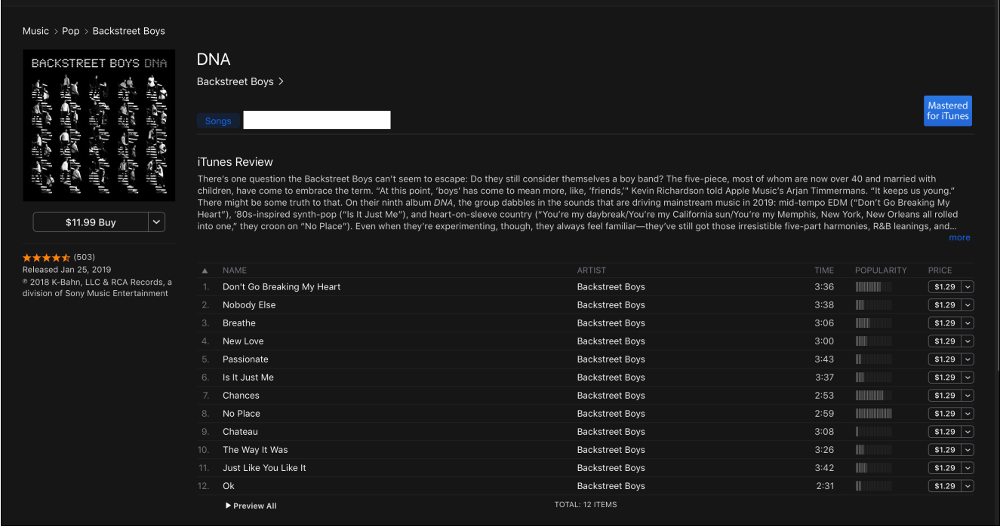 Music > Pop > Backstreet Boys
BACKSTREET BOYS DNA
DNA
Backstreet Boys >
Songs
Mastered
for iTunes
iTunes Review
There’s one question the Backstreet Boys can’t seem to escape: Do they still consider themselves a boy band? The five-piece, most of whom are now over 40 and married with
children, have come to embrace the term. “At this point, ‘boys’ has come to mean more, like, ‘friends,’” Kevin Richardson told Apple Music’s Arjan Timmermans. “It keeps us young.”
There might be some truth to that. On their ninth album DNA, the group dabbles in the sounds that are driving mainstream music in 2019: mid-tempo EDM (“Don’t Go Breaking My
Heart”), ’80s-inspired synth-pop (“Is It Just Me”), and heart-on-sleeve country (“You’re my daybreak/You’re my California sun/You’re my Memphis, New York, New Orleans all rolled
into one,” they croon on “No Place”). Even when they’re experimenting, though, they always feel familiar—they’ve still got those irresistible five-part harmonies, R&B leanings, and...
more
$11.99 Buy
(503)
Released Jan 25, 2019
℗ 2018 K-Bahn, LLC & RCA Records, a
division of Sony Music Entertainment
▲ NAME ARTIST TIME POPULARITY PRICE
1. Don't Go Breaking My Heart Backstreet Boys 3:36 $1.29
2. Nobody Else Backstreet Boys 3:38 $1.29
3. Breathe Backstreet Boys 3:06 $1.29
4. New Love Backstreet Boys 3:00 $1.29
5. Passionate Backstreet Boys 3:43 $1.29
6. Is It Just Me Backstreet Boys 3:37 $1.29
7. Chances Backstreet Boys 2:53 $1.29
8. No Place Backstreet Boys 2:59 $1.29
9. Chateau Backstreet Boys 3:08 $1.29
10. The Way It Was Backstreet Boys 3:26 $1.29
11. Just Like You Like It Backstreet Boys 3:42 $1.29
12. Ok Backstreet Boys 2:31 $1.29
Preview All TOTAL: 12 ITEMS